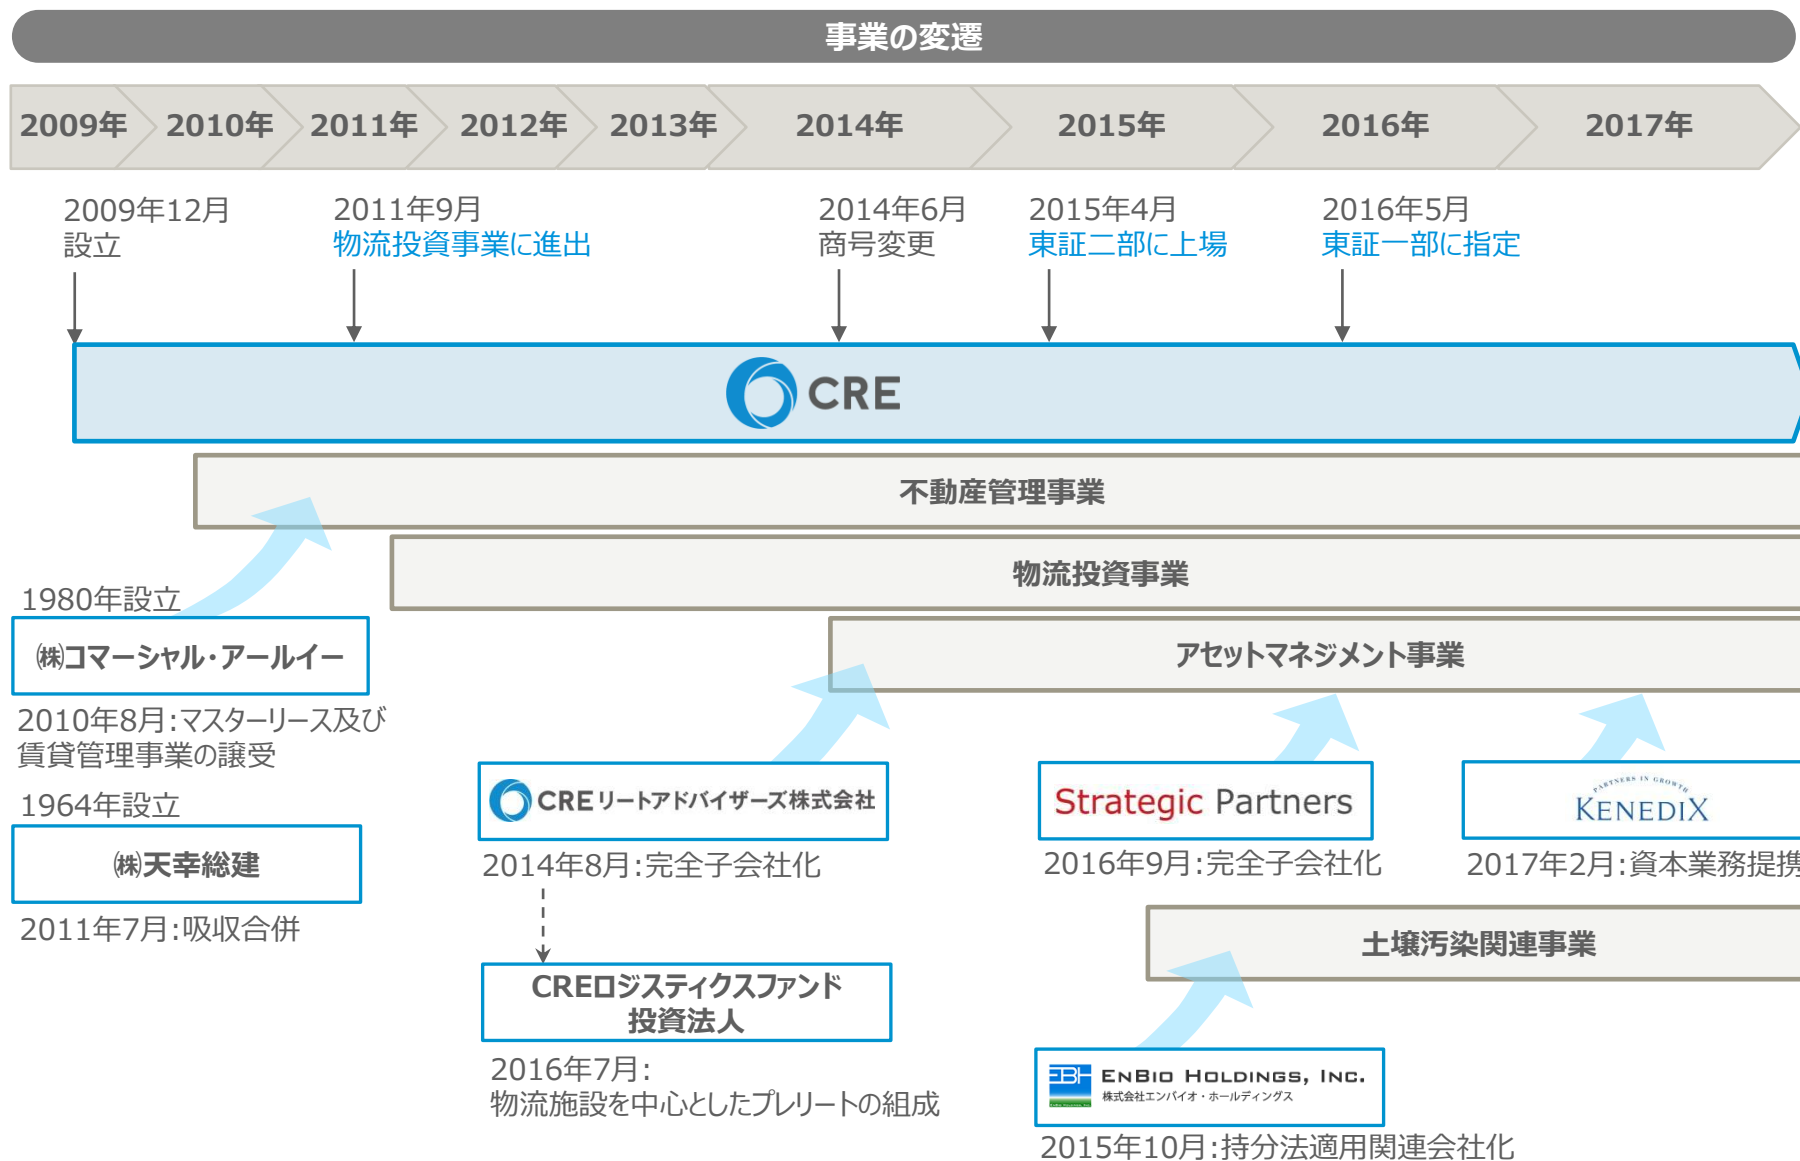 事業の変遷
2009年 2010年 2011年 2012年 2013年 2014年 2015年 2016年 2017年
2009年12月
設立
2011年9月
物流投資事業に進出
2014年6月
商号変更
2015年4月
東証二部に上場
2016年5月
東証一部に指定
CRE
不動産管理事業
物流投資事業
アセットマネジメント事業
1980年設立
㈱コマーシャル・アールイー
2010年8月:マスターリース及び
賃貸管理事業の譲受
1964年設立
㈱天幸総建
2011年7月:吸収合併
CREリートアドバイザーズ株式会社
2014年8月:完全子会社化
CREロジスティクスファンド
投資法人
2016年7月:
物流施設を中心としたプレリートの組成
Strategic Partners
2016年9月:完全子会社化
PARTNERS IN GROWTH
KENEDIX
2017年2月:資本業務提携
土壌汚染関連事業
EBH ENBIO HOLDINGS, INC.
株式会社エンバイオ・ホールディングス
2015年10月:持分法適用関連会社化